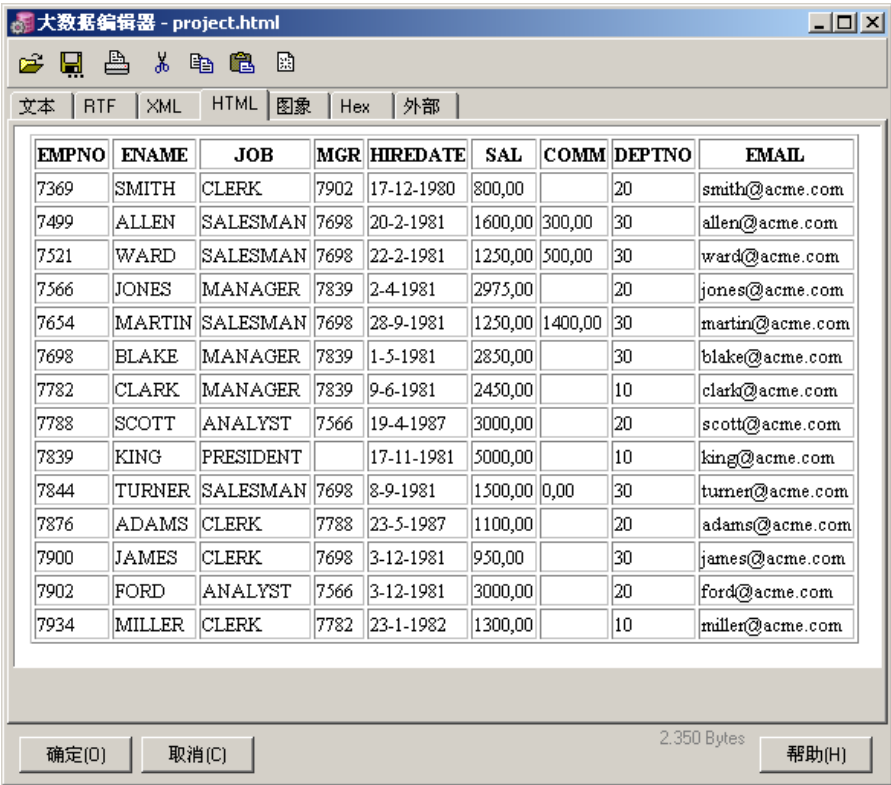 大数据编辑器 - project.html
文本 RTF XML HTML 图象 Hex 外部
EMPNO ENAME JOB MGR HIREDATE SAL COMM DEPTNO EMAIL
7369 SMITH CLERK 7902 17-12-1980 800,00 20 smith@acme.com
7499 ALLEN SALESMAN 7698 20-2-1981 1600,00 300,00 30 allen@acme.com
7521 WARD SALESMAN 7698 22-2-1981 1250,00 500,00 30 ward@acme.com
7566 JONES MANAGER 7839 2-4-1981 2975,00 20 jones@acme.com
7654 MARTIN SALESMAN 7698 28-9-1981 1250,00 1400,00 30 martin@acme.com
7698 BLAKE MANAGER 7839 1-5-1981 2850,00 30 blake@acme.com
7782 CLARK MANAGER 7839 9-6-1981 2450,00 10 clark@acme.com
7788 SCOTT ANALYST 7566 19-4-1987 3000,00 20 scott@acme.com
7839 KING PRESIDENT 17-11-1981 5000,00 10 king@acme.com
7844 TURNER SALESMAN 7698 8-9-1981 1500,00 0,00 30 turner@acme.com
7876 ADAMS CLERK 7788 23-5-1987 1100,00 20 adams@acme.com
7900 JAMES CLERK 7698 3-12-1981 950,00 30 james@acme.com
7902 FORD ANALYST 7566 3-12-1981 3000,00 20 ford@acme.com
7934 MILLER CLERK 7782 23-1-1982 1300,00 10 miller@acme.com
2.350 Bytes
确定(O) 取消(C) 帮助(H)